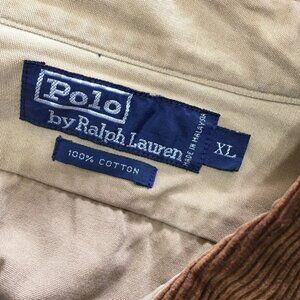 Polo
by Ralph Lauren
MADE IN MALAYSIA
XL
100% COTTON